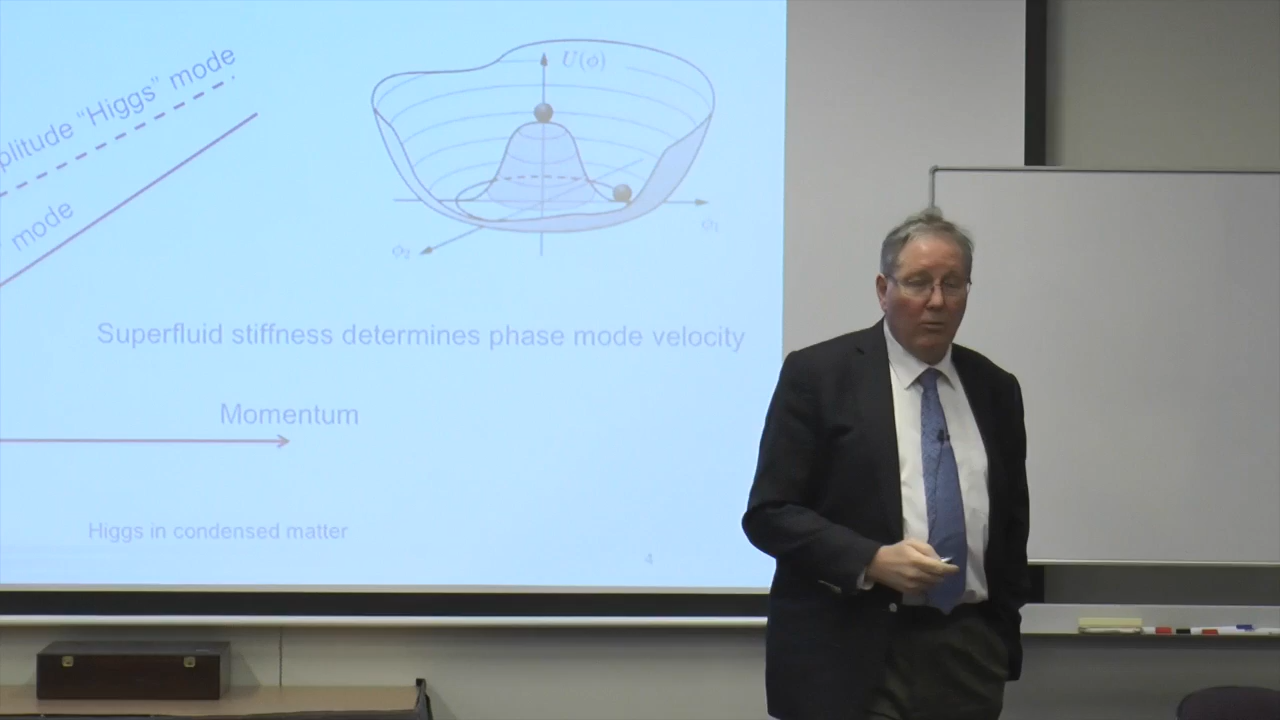 plitude "Higgs" mode
mode
U(ϕ)
ϕ₁
ϕ₂
Superfluid stiffness determines phase mode velocity
Momentum
Higgs in condensed matter
4